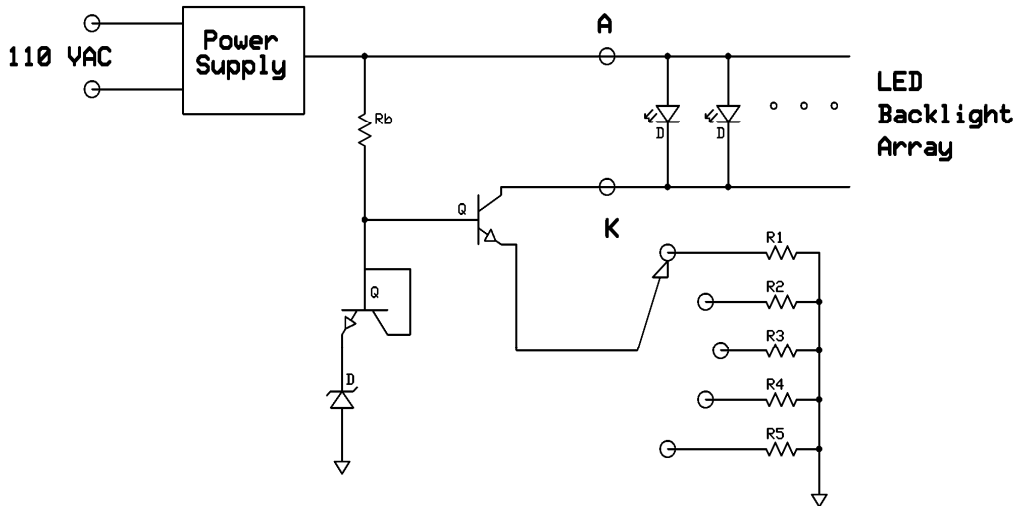 110 VAC
Power
Supply
A
LED
Backlight
Array
Rb
D
D
Q
K
R1
Q
R2
R3
D
R4
R5